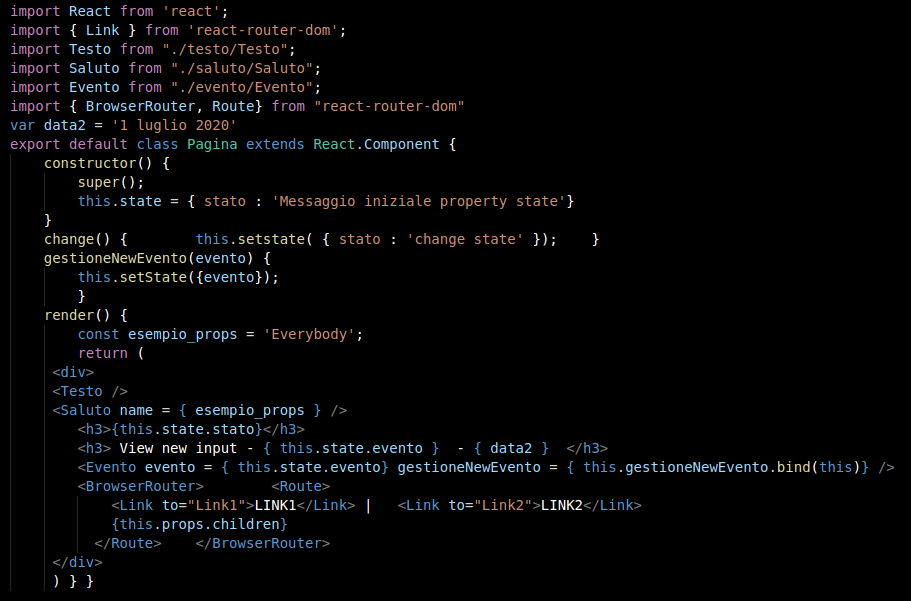 import React from 'react';
import { Link } from 'react-router-dom';
import Testo from "./testo/Testo";
import Saluto from "./saluto/Saluto";
import Evento from "./evento/Evento";
import { BrowserRouter, Route} from "react-router-dom"
var data2 = '1 luglio 2020'
export default class Pagina extends React.Component {
    constructor() {
        super();
        this.state = { stato : 'Messaggio iniziale property state'}
    }
    change() {        this.setstate( { stato : 'change state' });    }
    gestioneNewEvento(evento) {
        this.setState({evento});
        }
    render() {
        const esempio_props = 'Everybody';
        return (
     <div>
     <Testo />
     <Saluto name = { esempio_props } />
        <h3>{this.state.stato}</h3>
        <h3> View new input - { this.state.evento }  - { data2 }  </h3>
        <Evento evento = { this.state.evento} gestioneNewEvento = { this.gestioneNewEvento.bind(this)} />
        <BrowserRouter>        <Route>
            <Link to="Link1">LINK1</Link> |   <Link to="Link2">LINK2</Link>
            {this.props.children}
          </Route>    </BrowserRouter>
     </div>
     ) } }